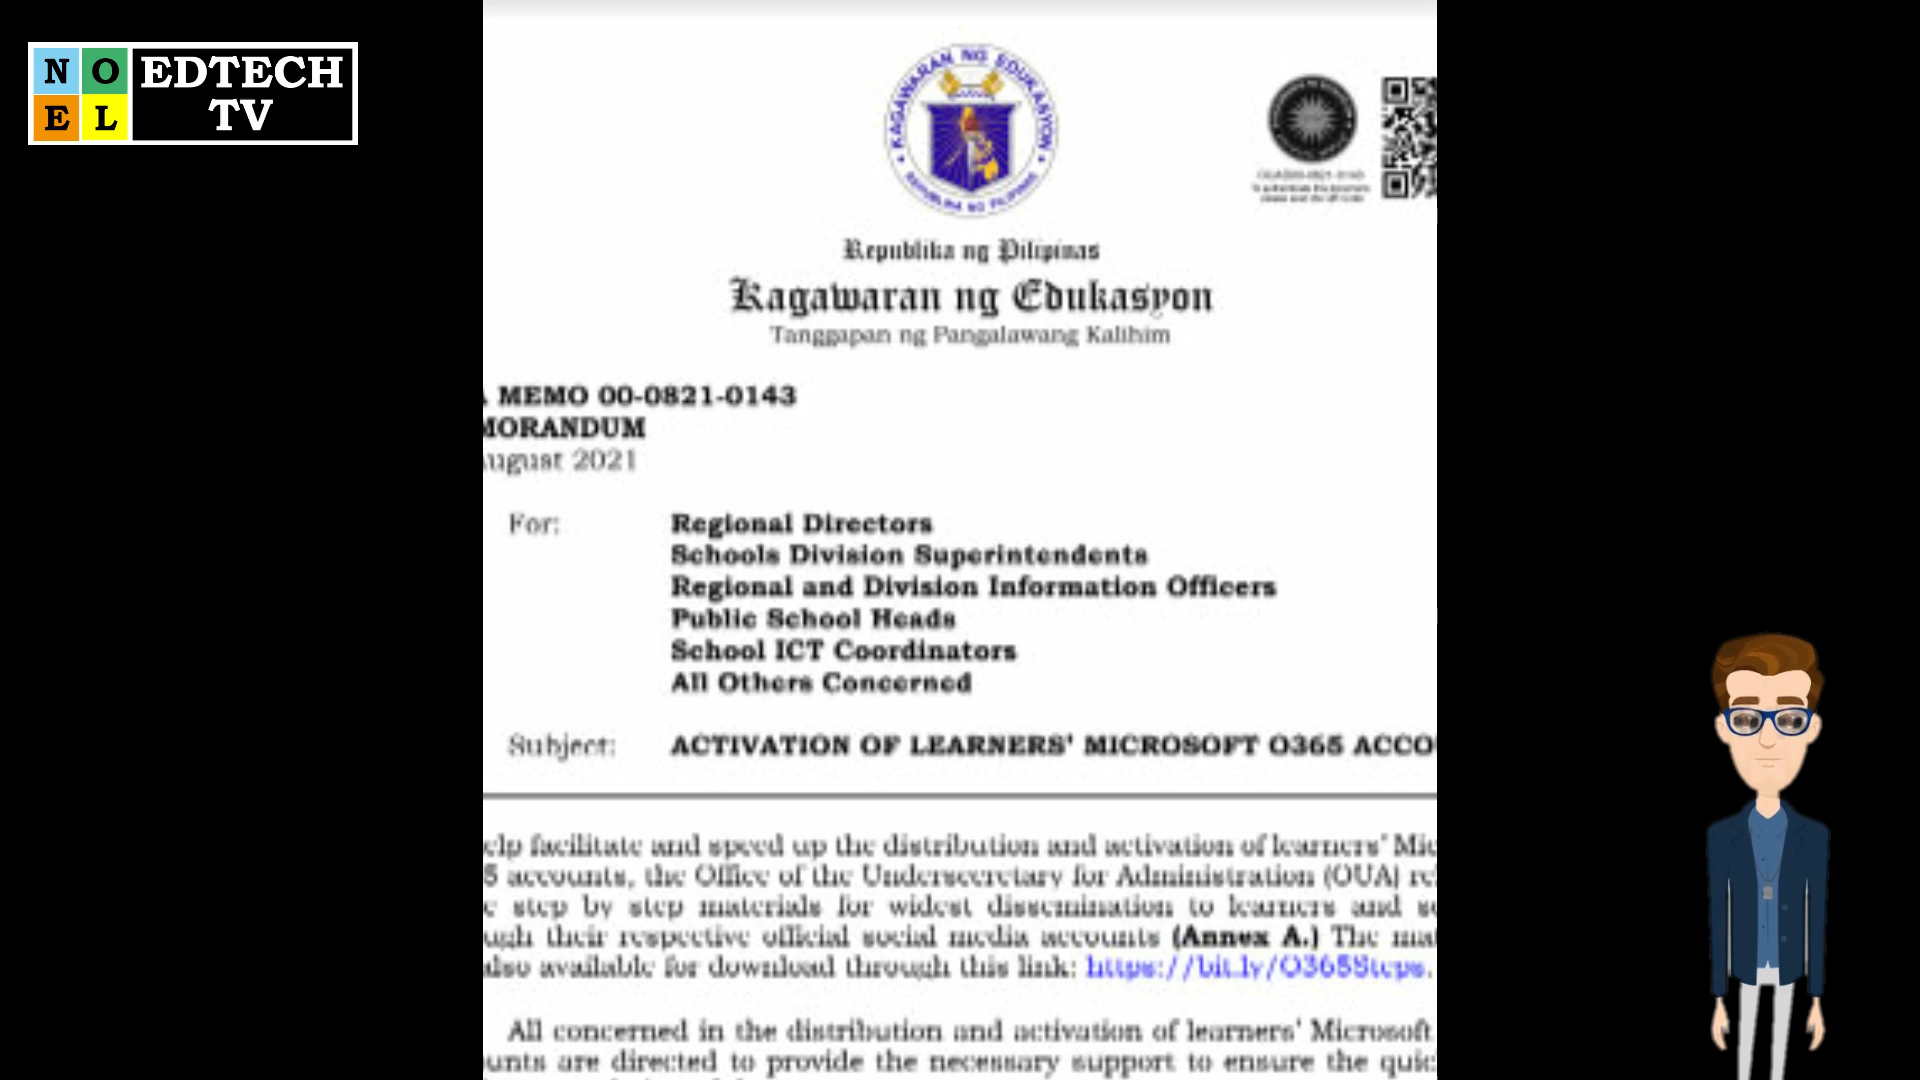 N O
E L
EDTECH
TV
KAGAWARAN NG EDUKASYON
REPUBLIKA NG PILIPINAS
Republika ng Pilipinas
Kagawaran ng Edukasyon
Tanggapan ng Pangalawang Kalihim
MEMO 00-0821-0143
MORANDUM
ugust 2021
For: Regional Directors
Schools Division Superintendents
Regional and Division Information Officers
Public School Heads
School ICT Coordinators
All Others Concerned
Subject: ACTIVATION OF LEARNERS' MICROSOFT O365 ACCO
elp facilitate and speed up the distribution and activation of learners' Mic
5 accounts, the Office of the Undersecretary for Administration (OUA) re
c step by step materials for widest dissemination to learners and s
ugh their respective official social media accounts (Annex A.) The mat
also available for download through this link: https://bit.ly/O365Steps.
All concerned in the distribution and activation of learners' Microsoft
unts are directed to provide the necessary support to ensure the quic